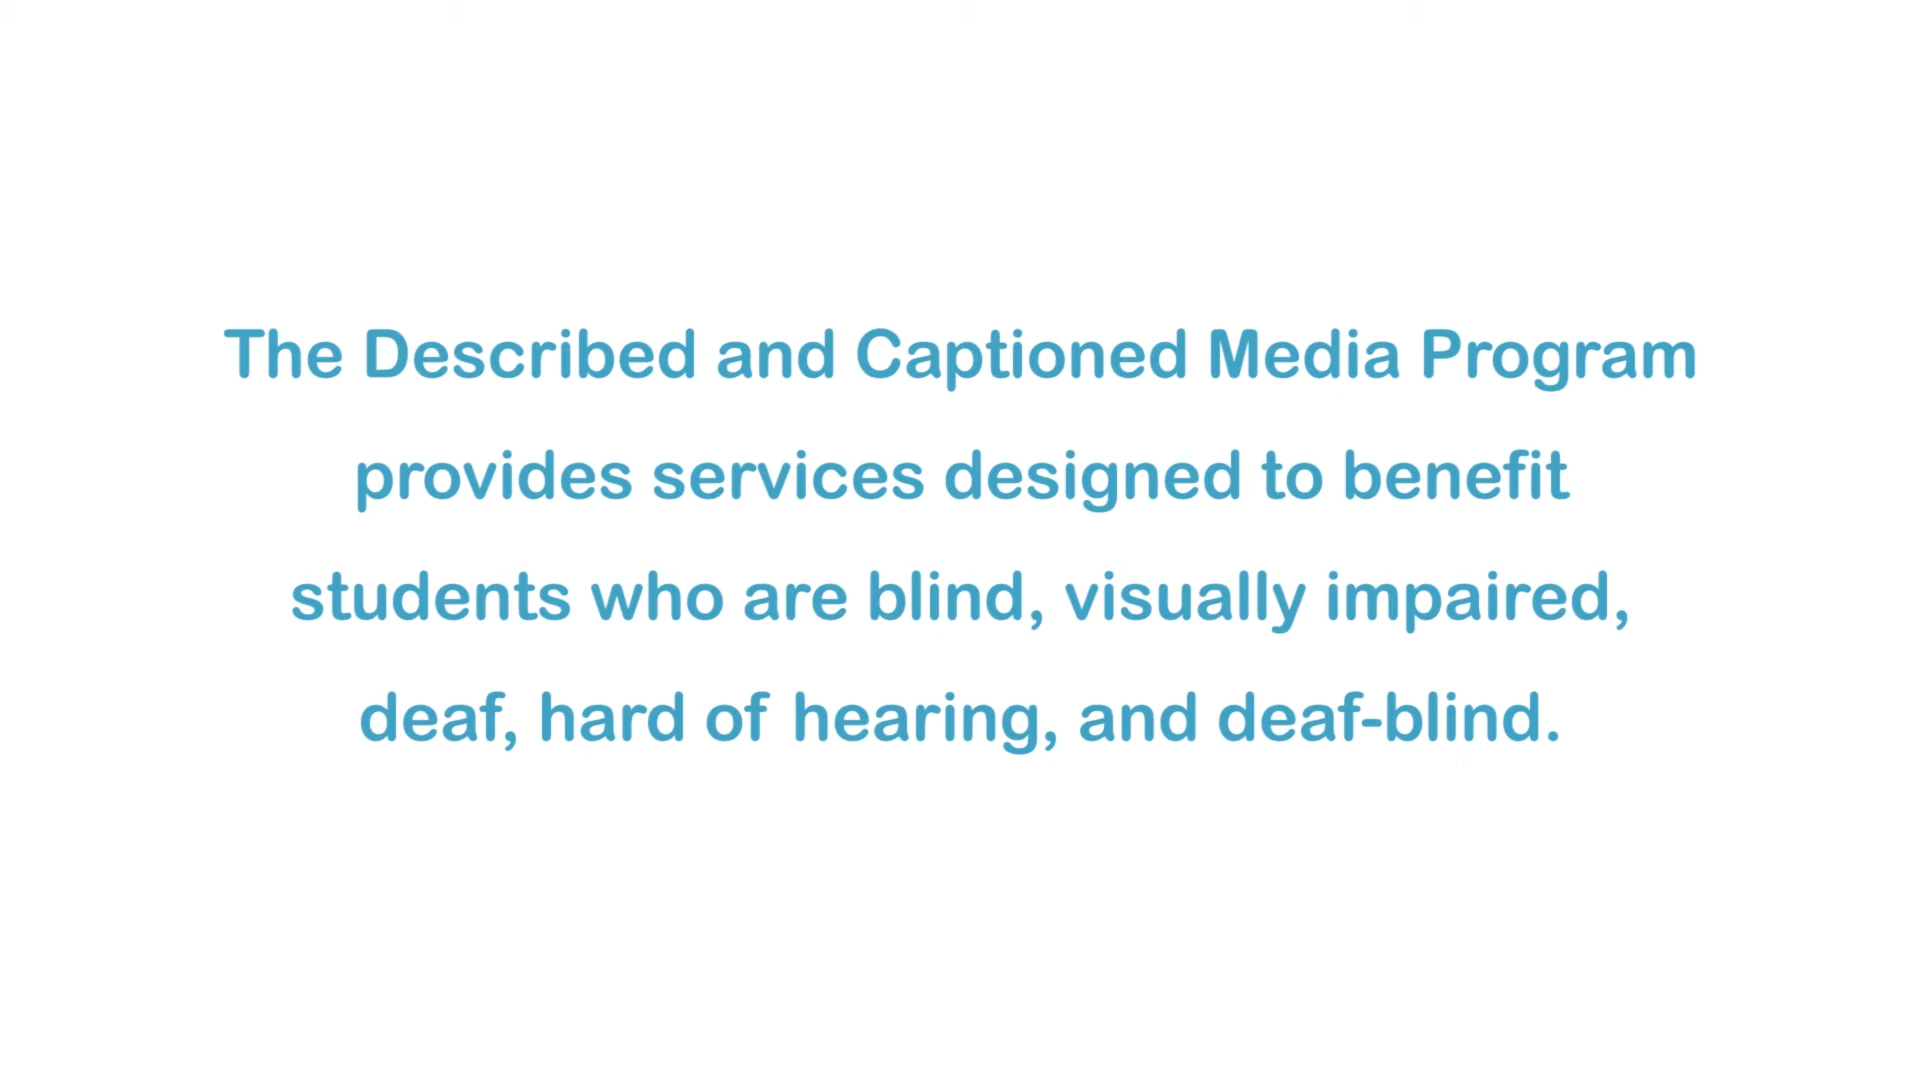 The Described and Captioned Media Program
provides services designed to benefit
students who are blind, visually impaired,
deaf, hard of hearing, and deaf-blind.